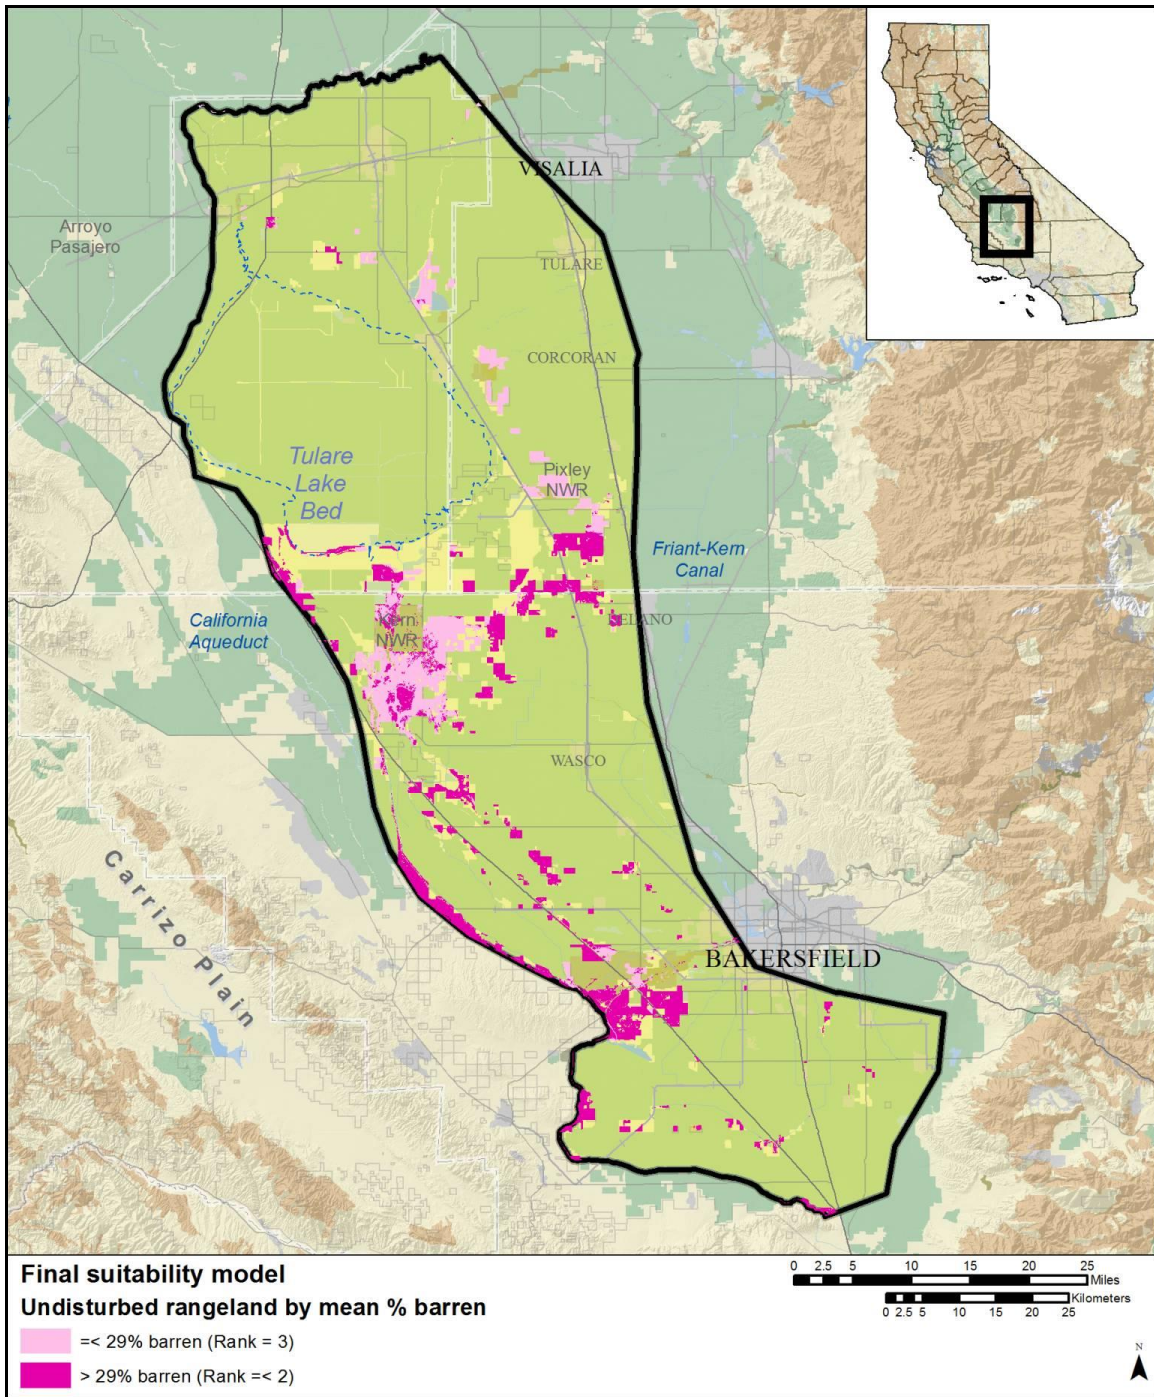 VISALIA
Arroyo
Pasajero
TULARE
CORCORAN
Tulare
Lake
Bed
Pixley
NWR
Friant-Kern
Canal
California
Aqueduct
Kern
NWR
DELANO
WASCO
Carrizo Plain
BAKERSFIELD
Final suitability model
Undisturbed rangeland by mean % barren
=< 29% barren (Rank = 3)
> 29% barren (Rank =< 2)
0 2.5 5 10 15 20 25
Miles
Kilometers
0 2.5 5 10 15 20 25
N